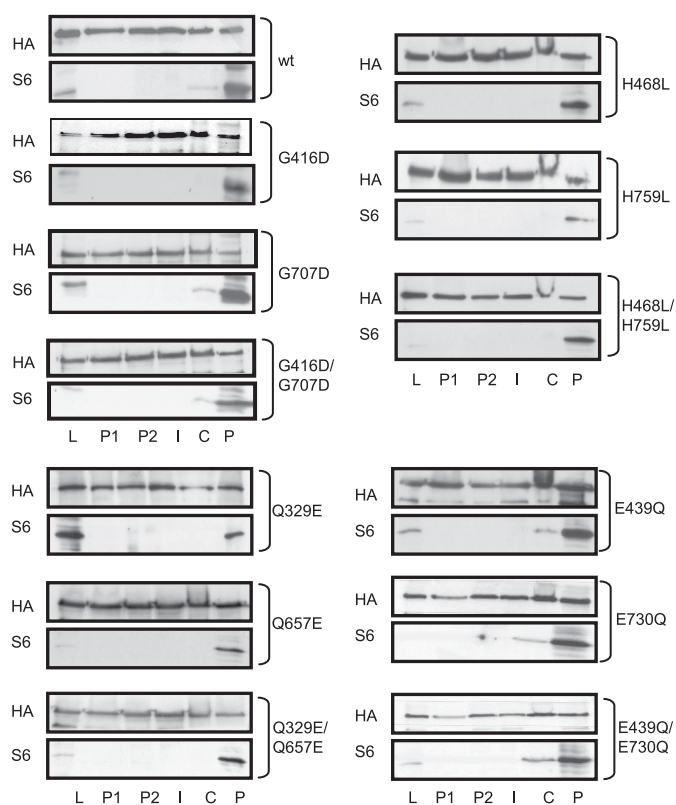 HA
S6
wt
HA
S6
G416D
HA
S6
G707D
HA
S6
G416D/
G707D
L P1 P2 I C P
HA
S6
H468L
HA
S6
H759L
HA
S6
H468L/
H759L
L P1 P2 I C P
HA
S6
Q329E
HA
S6
Q657E
HA
S6
Q329E/
Q657E
L P1 P2 I C P
HA
S6
E439Q
HA
S6
E730Q
HA
S6
E439Q/
E730Q
L P1 P2 I C P